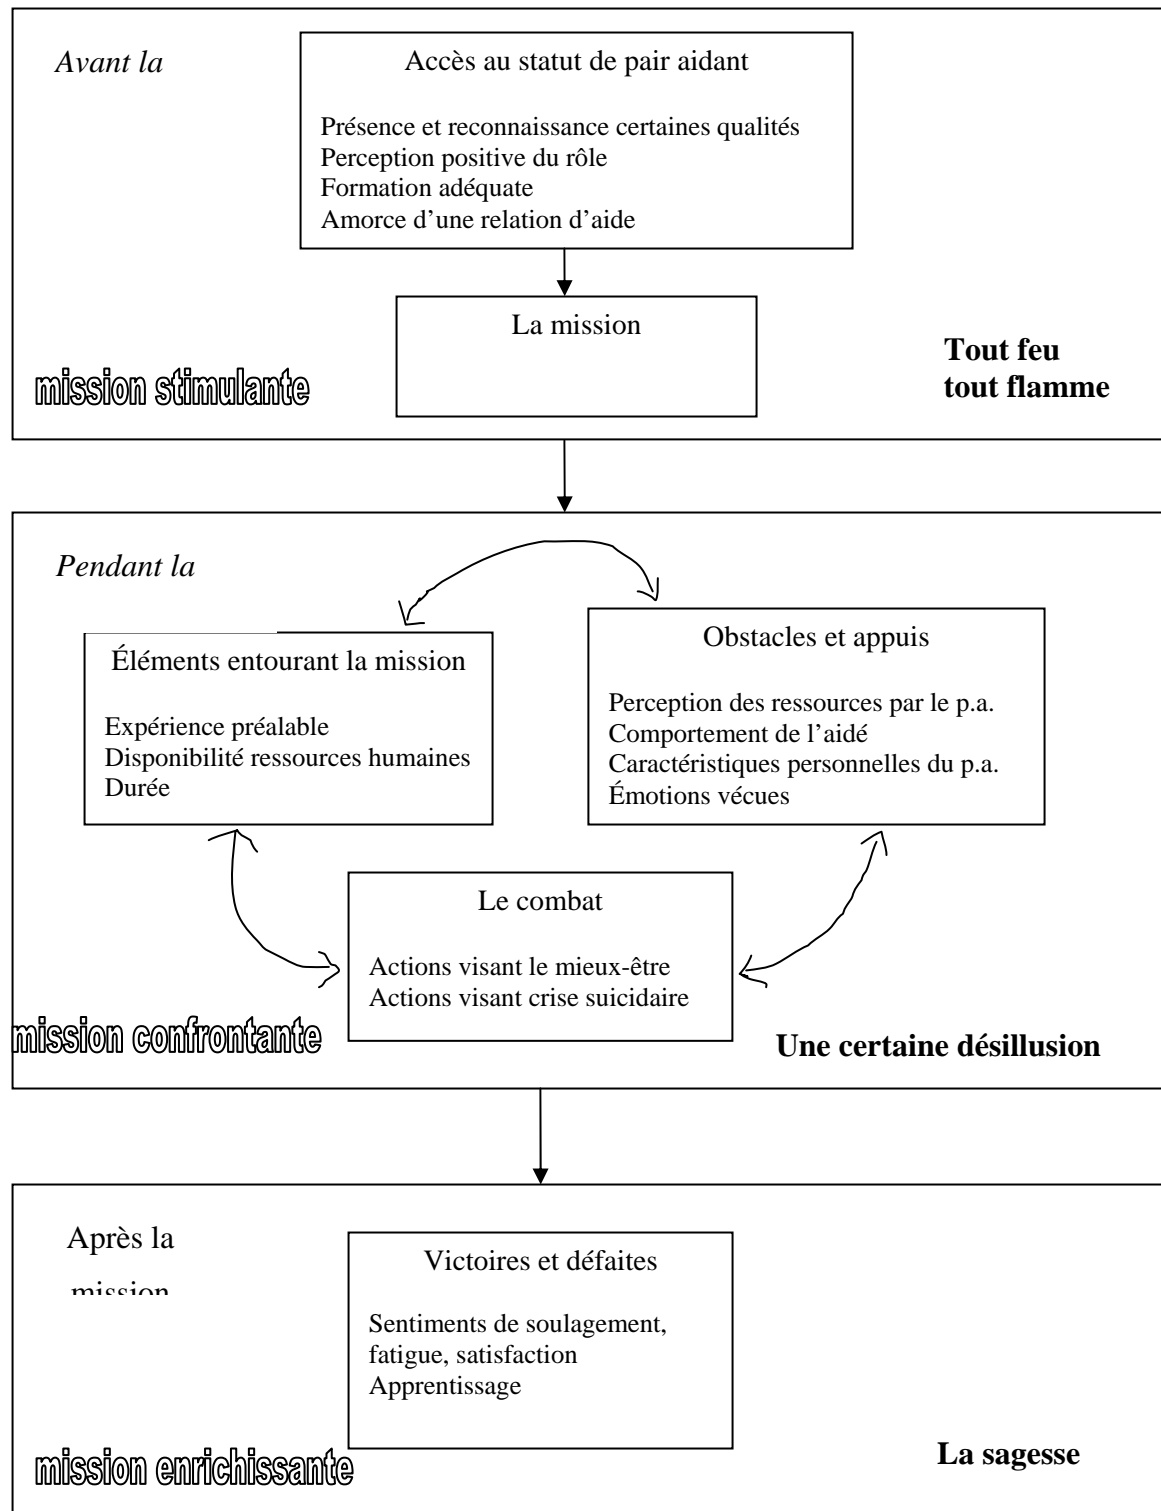 Avant la
Accès au statut de pair aidant
Présence et reconnaissance certaines qualités
Perception positive du rôle
Formation adéquate
Amorce d’une relation d’aide
La mission
Tout feu
tout flamme
mission stimulante
Pendant la
Éléments entourant la mission
Expérience préalable
Disponibilité ressources humaines
Durée
Obstacles et appuis
Perception des ressources par le p.a.
Comportement de l’aidé
Caractéristiques personnelles du p.a.
Émotions vécues
Le combat
Actions visant le mieux-être
Actions visant crise suicidaire
mission confrontante
Une certaine désillusion
Après la
mission
Victoires et défaites
Sentiments de soulagement,
fatigue, satisfaction
Apprentissage
mission enrichissante
La sagesse